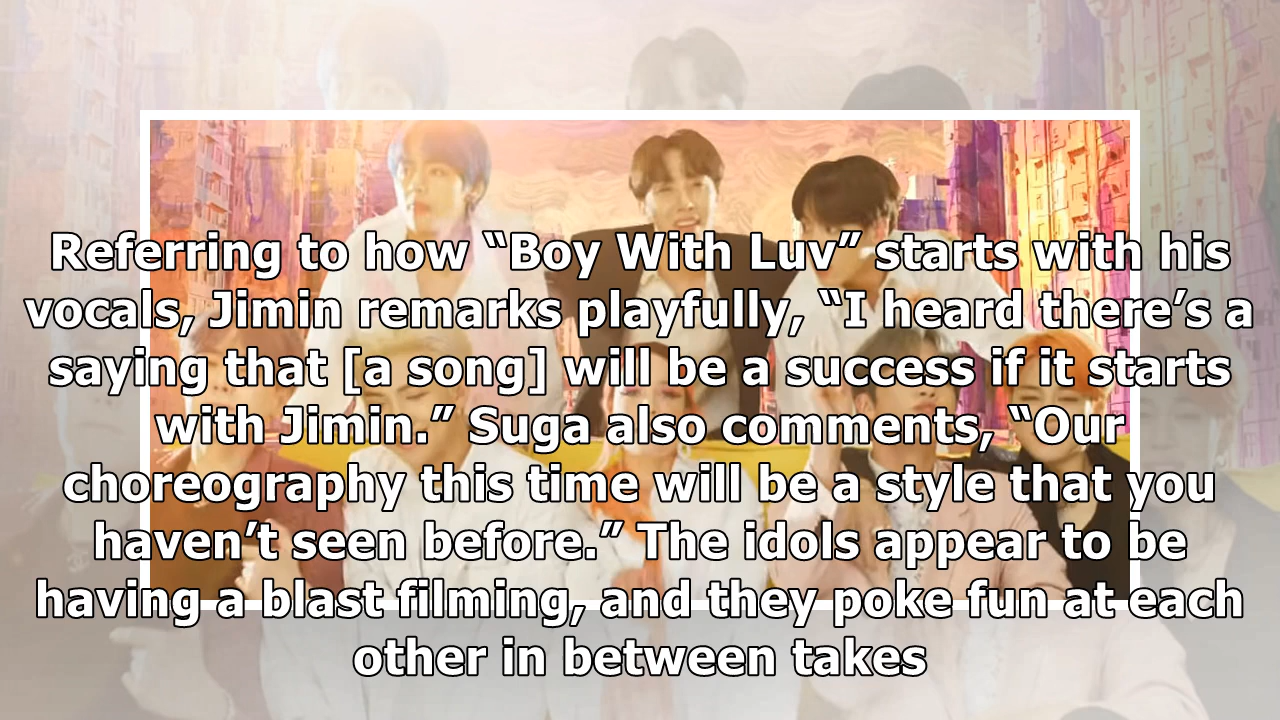 Referring to how “Boy With Luv” starts with his
vocals, Jimin remarks playfully, “I heard there’s a
saying that [a song] will be a success if it starts
with Jimin.” Suga also comments, “Our
choreography this time will be a style that you
haven’t seen before.” The idols appear to be
having a blast filming, and they poke fun at each
other in between takes